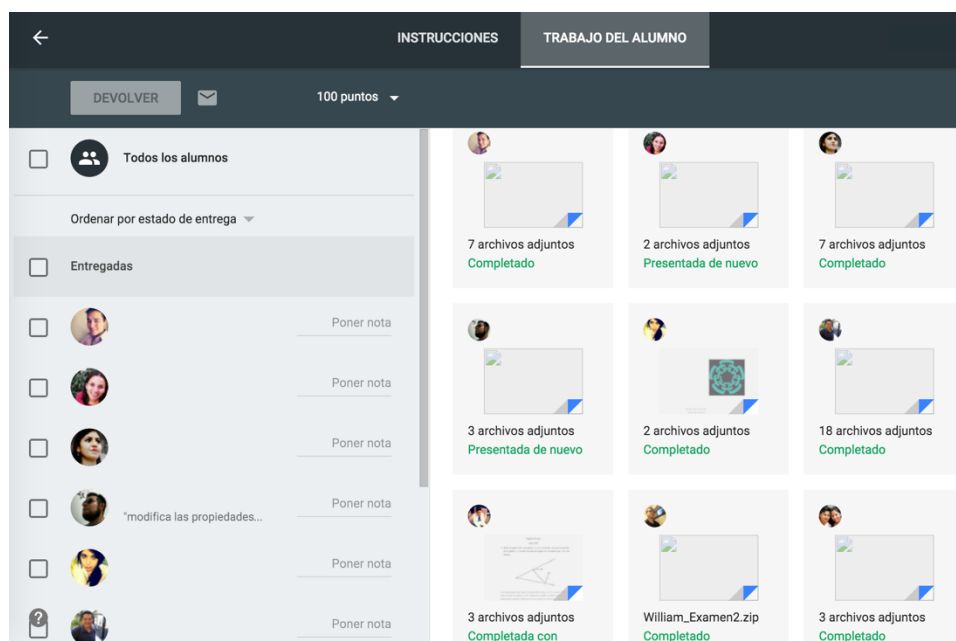 INSTRUCCIONES
TRABAJO DEL ALUMNO
DEVOLVER
100 puntos
Todos los alumnos
Ordenar por estado de entrega
Entregadas
Poner nota
Poner nota
Poner nota
"modifica las propiedades...
Poner nota
Poner nota
Poner nota
7 archivos adjuntos
Completado
2 archivos adjuntos
Presentada de nuevo
7 archivos adjuntos
Completado
3 archivos adjuntos
Presentada de nuevo
2 archivos adjuntos
Completado
18 archivos adjuntos
Completado
3 archivos adjuntos
Completada con
William_Examen2.zip
Completado
3 archivos adjuntos
Completado